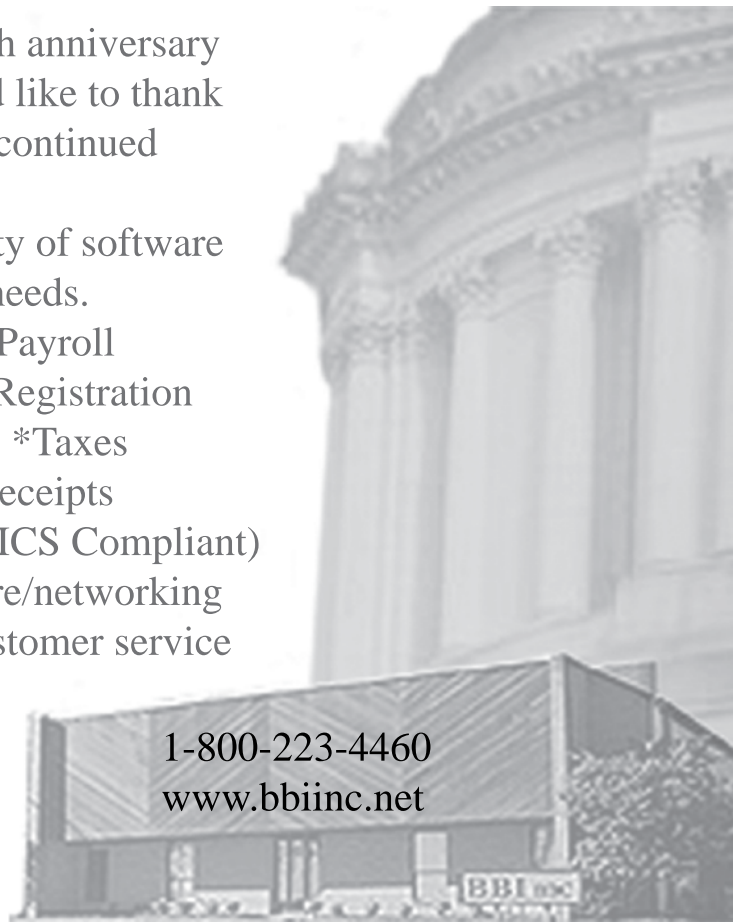 h anniversary
d like to thank
continued
ty of software
needs.
Payroll
Registration
*Taxes
eceipts
ICS Compliant)
re/networking
stomer service
1-800-223-4460
www.bbiinc.net
BBI INC